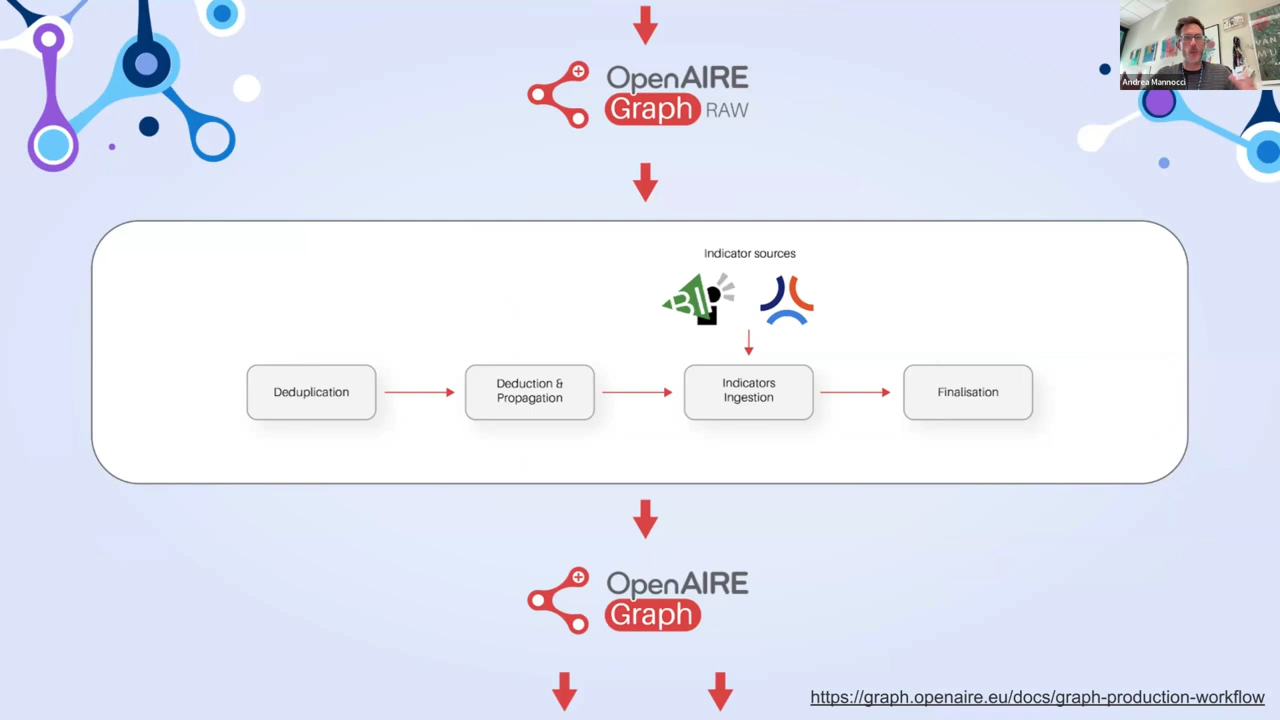 OpenAIRE
Graph RAW
Andrea Mannocci
Indicator sources
BIP
Deduplication
Deduction &
Propagation
Indicators
Ingestion
Finalisation
OpenAIRE
Graph
https://graph.openaire.eu/docs/graph-production-workflow